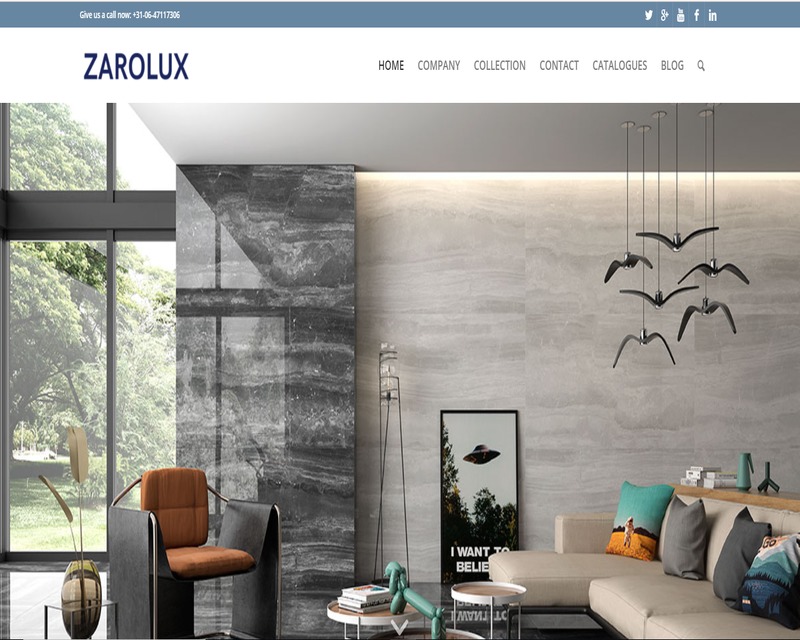 Give us a call now: +31-06-47117306
ZAROLUX
HOME COMPANY COLLECTION CONTACT CATALOGUES BLOG
I WANT TO
BELIE